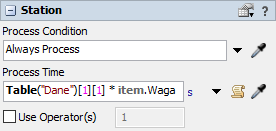 Station
?
Process Condition
Always Process
Process Time
Table("Dane")[1][1] * item.Waga s
Use Operator(s) 1